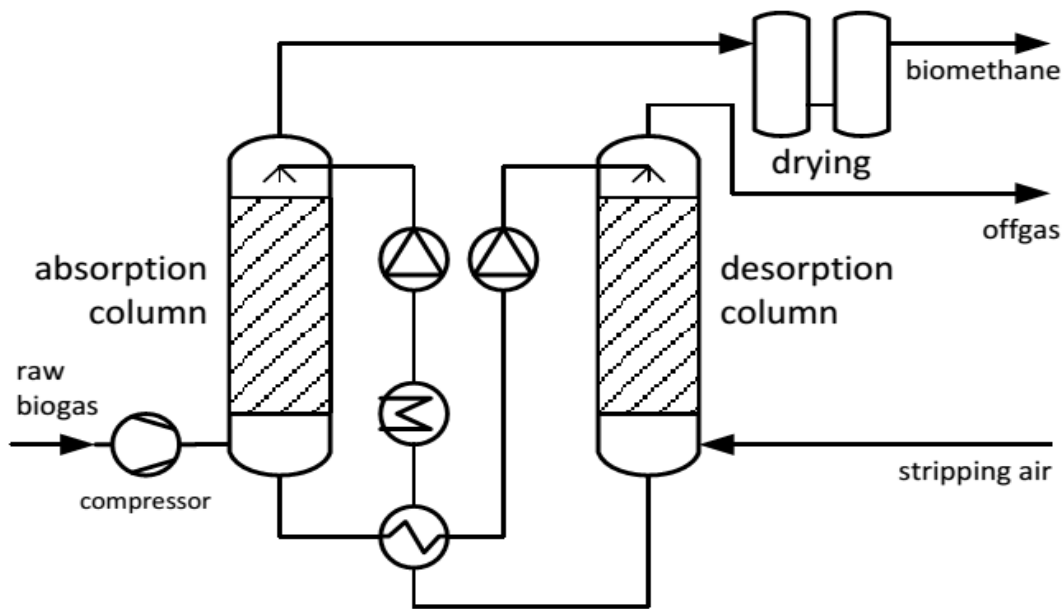 biomethane
drying
offgas
absorption
column
desorption
column
raw
biogas
compressor
stripping air